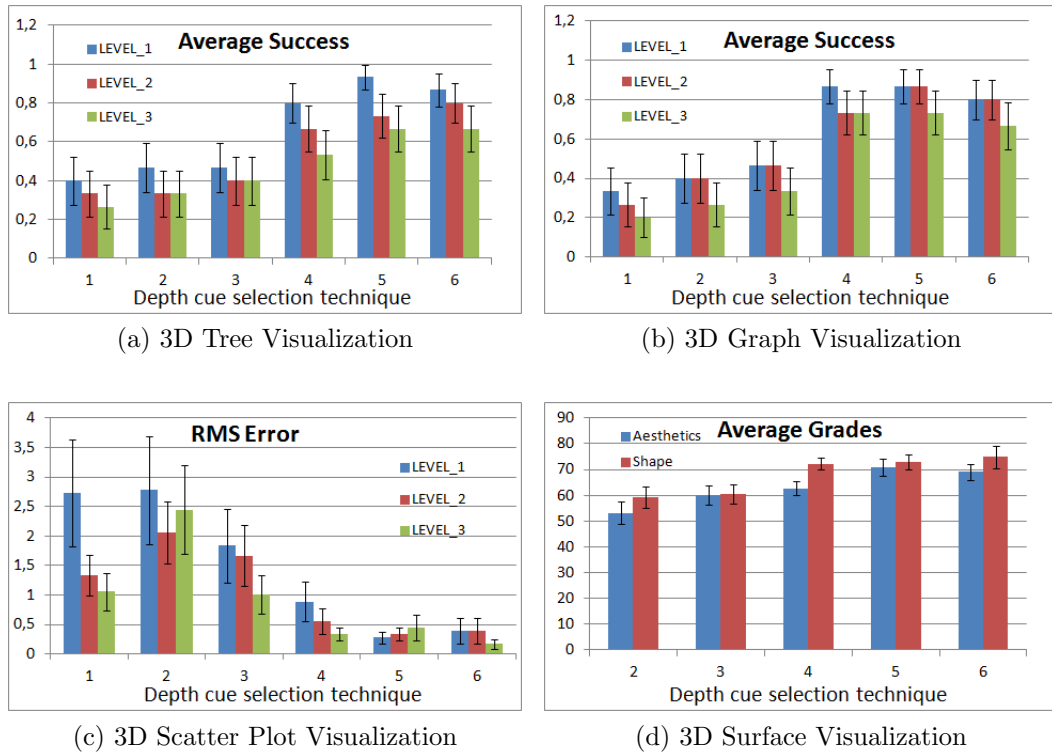 1,2
1
0,8
0,6
0,4
0,2
0
Average Success
LEVEL_1
LEVEL_2
LEVEL_3
1 2 3 4 5 6
Depth cue selection technique
(a) 3D Tree Visualization
1,2
1
0,8
0,6
0,4
0,2
0
Average Success
LEVEL_1
LEVEL_2
LEVEL_3
1 2 3 4 5 6
Depth cue selection technique
(b) 3D Graph Visualization
4
3,5
3
2,5
2
1,5
1
0,5
0
RMS Error
LEVEL_1
LEVEL_2
LEVEL_3
1 2 3 4 5 6
Depth cue selection technique
(c) 3D Scatter Plot Visualization
90
80
70
60
50
40
30
20
10
0
Average Grades
Aesthetics
Shape
2 3 4 5 6
Depth cue selection technique
(d) 3D Surface Visualization